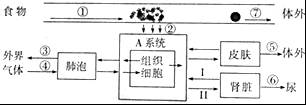 食物 ① ⑦ 体外
②
A 系统
外界 ③ 皮肤 ⑤ 体外
气体 ④ 肺泡 组织 细胞 I
II 肾脏 ⑥ 尿